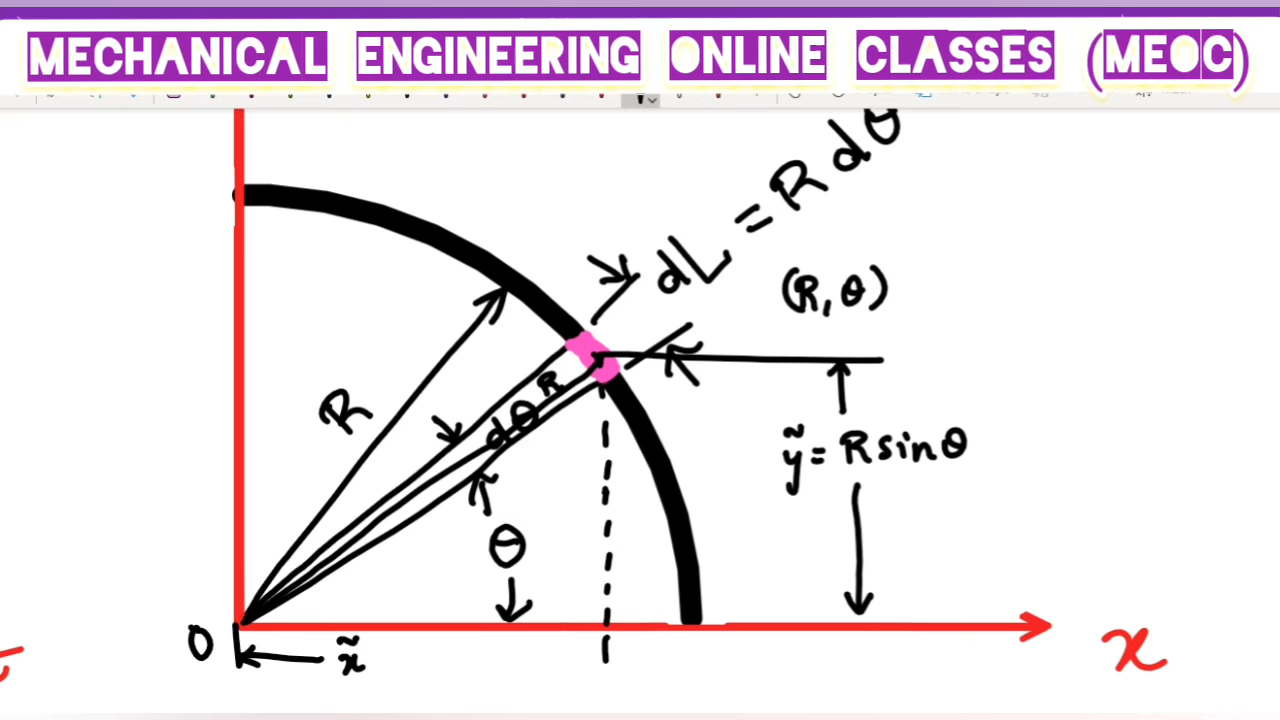 MECHANICAL ENGINEERING ONLINE CLASSES (MEOC)
dL = R dθ
(R, θ)
R
dθ
R
ỹ = R sin θ
θ
O
x̃
x